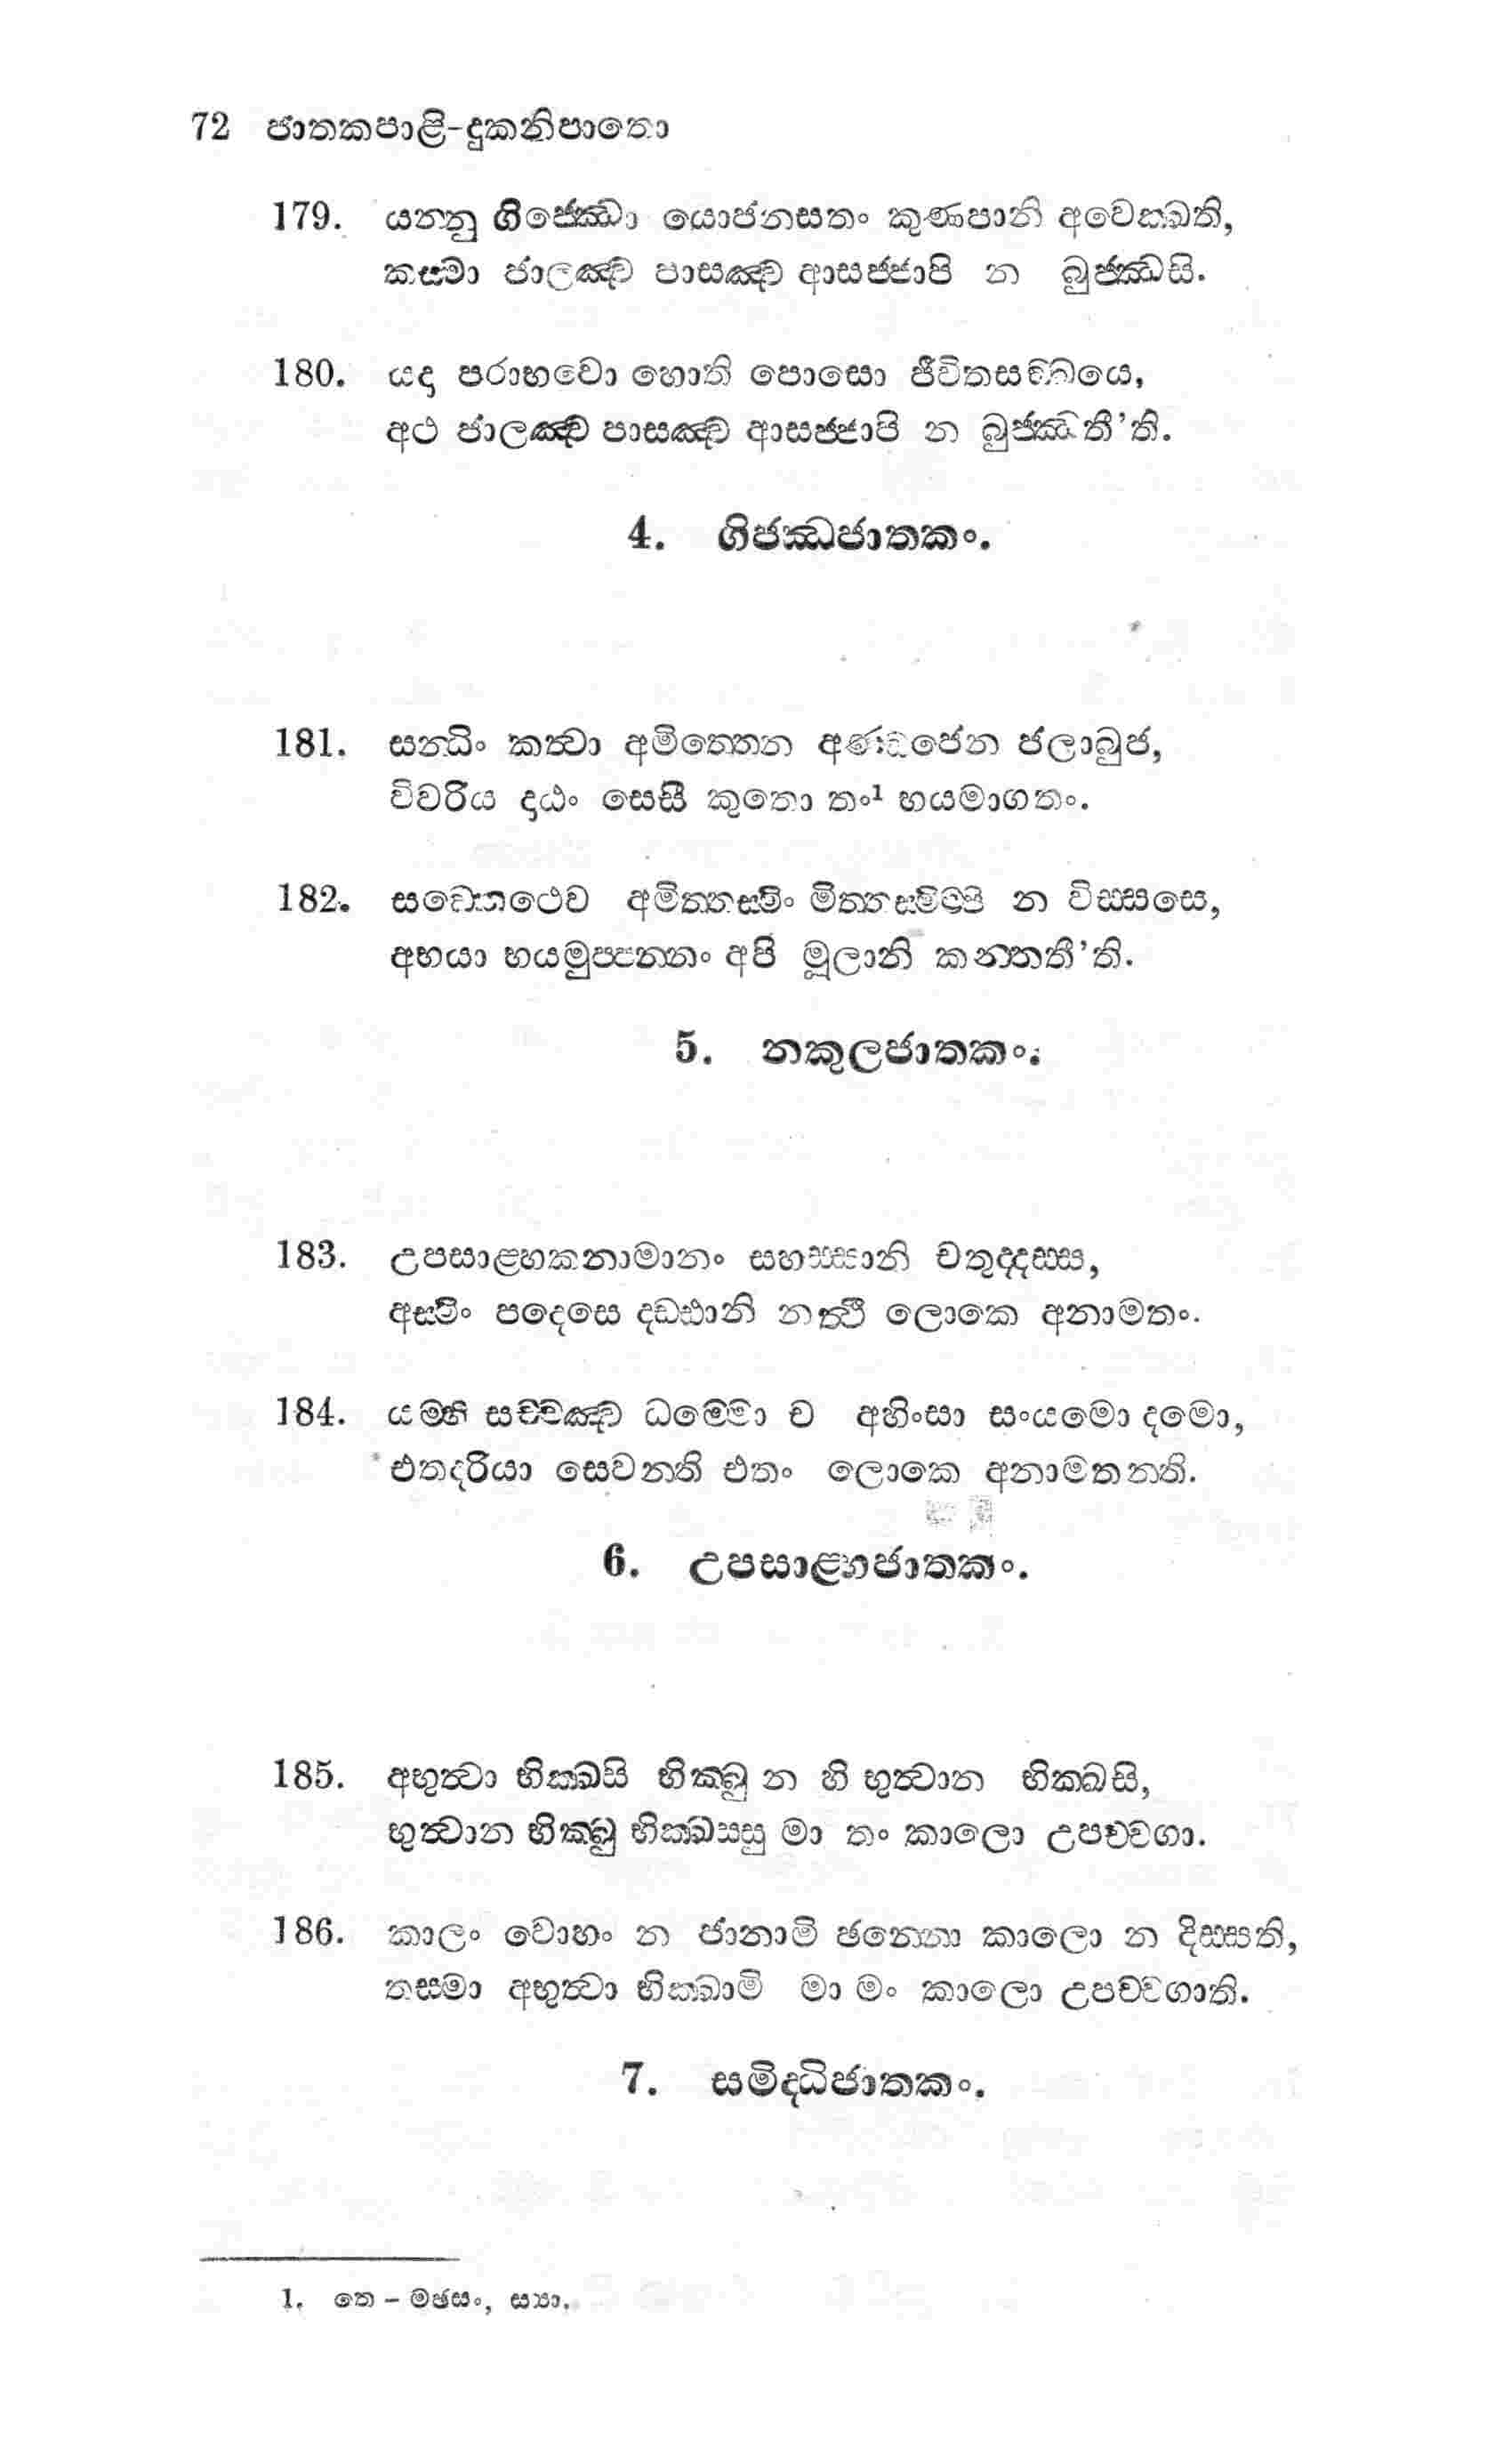 72 ජාතකපාළි-දුකනිපාතො
179. යන්නු ගිජ්ඣො යොජනසතං කුණපානි අවෙක්ඛති,
කස්මා ජාලඤ්ච පාසඤ්ච ආසජ්ජාපි න බුජ්ඣසි.
180. යදා පරාභවො හොති පොසො ජීවිතසඞ්ඛයෙ,
අථ ජාලඤ්ච පාසඤ්ච ආසජ්ජාපි න බුජ්ඣතී’ති.
4. ගිජ්ඣජාතකං.
181. සන්ධිං කත්වා අමිත්තෙන අණ්ඩජෙන ජලාබුජ,
විවරිය දාඨං සෙසි කුතො තං¹ භයමාගතං.
182. සඞ්කෙථෙව අමිත්තස්මිං මිත්තස්මිම්පි න විස්සසෙ,
අභයා භයමුප්පන්නං අපි මූලානි කන්තතී’ති.
5. නකුලජාතකං.
183. උපසාළ්හකනාමානං සහස්සානි චතුද්දස,
අස්මිං පදෙසෙ දඩ්ඪානි නත්ථි ලොකෙ අනාමතං.
184. යම්හි සච්චඤ්ච ධම්මො ච අහිංසා සංයමො දමො,
එතදරියා සෙවන්ති එතං ලොකෙ අනාමතන්ති.
6. උපසාළ්හජාතකං.
185. අභුත්වා භික්ඛසි භික්ඛු න හි භුත්වාන භික්ඛසි,
භුත්වාන භික්ඛු භික්ඛස්සු මා තං කාලො උපච්චගා.
186. කාලං වොහං න ජානාමි ඡන්නො කාලො න දිස්සති,
තස්මා අභුත්වා භික්ඛාමි මා මං කාලො උපච්චගාති.
7. සමිද්ධිජාතකං.
1. තෙ - මඡසං, ස්‍යා.